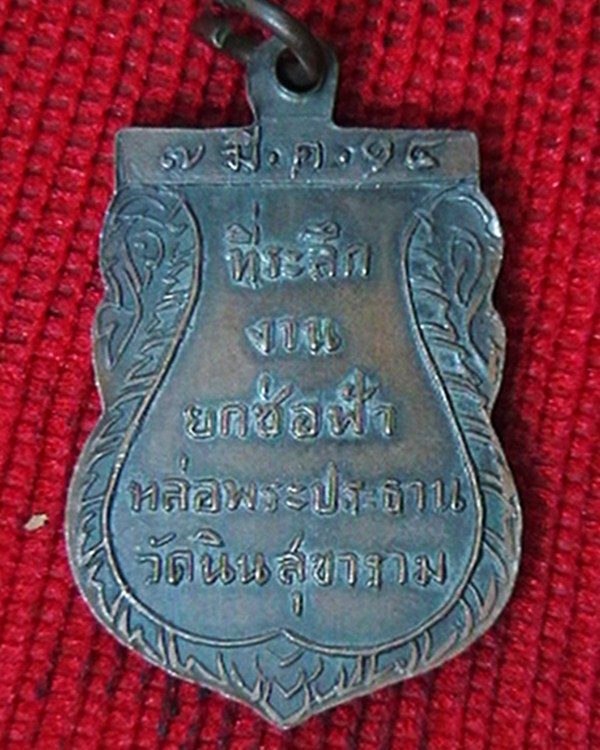 ๗ มี.ค.๑๔
ที่ระลึก
งาน
ยกช่อฟ้า
หล่อพระประธาน
วัดนินสุขาราม